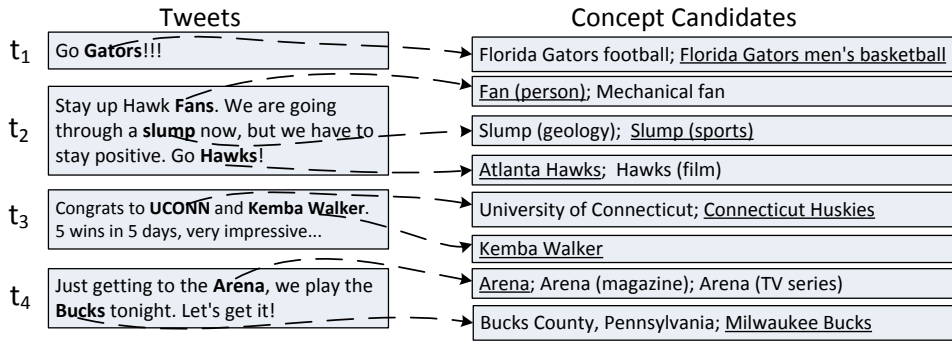 Tweets
Concept Candidates
t1
Go Gators!!!
Florida Gators football; Florida Gators men's basketball
t2
Stay up Hawk Fans. We are going
through a slump now, but we have to
stay positive. Go Hawks!
Fan (person); Mechanical fan
Slump (geology); Slump (sports)
Atlanta Hawks; Hawks (film)
t3
Congrats to UCONN and Kemba Walker.
5 wins in 5 days, very impressive...
University of Connecticut; Connecticut Huskies
Kemba Walker
t4
Just getting to the Arena, we play the
Bucks tonight. Let's get it!
Arena; Arena (magazine); Arena (TV series)
Bucks County, Pennsylvania; Milwaukee Bucks